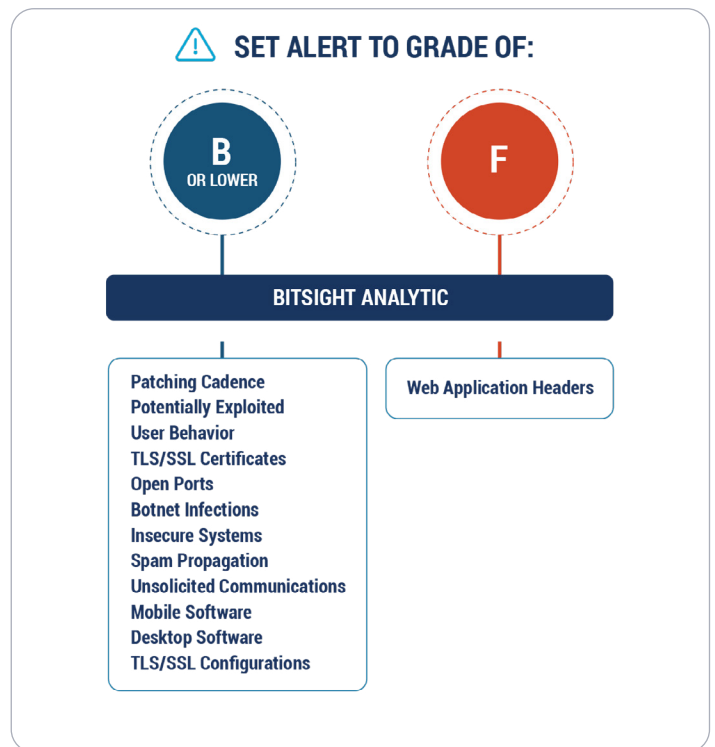 SET ALERT TO GRADE OF:
B
OR LOWER
F
BITSIGHT ANALYTIC
Patching Cadence
Potentially Exploited
User Behavior
TLS/SSL Certificates
Open Ports
Botnet Infections
Insecure Systems
Spam Propagation
Unsolicited Communications
Mobile Software
Desktop Software
TLS/SSL Configurations
Web Application Headers